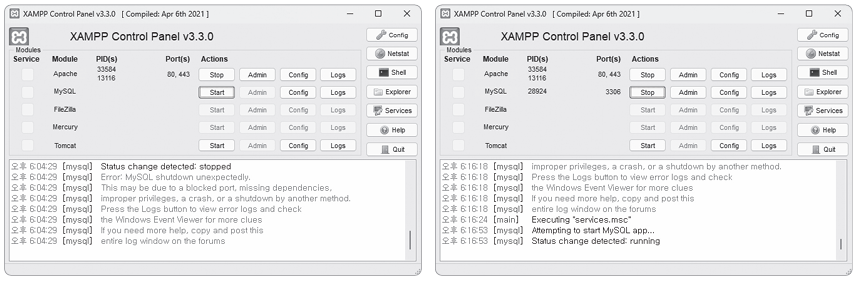 XAMPP Control Panel v3.3.0 [ Compiled: Apr 6th 2021 ]
XAMPP Control Panel v3.3.0
Config
Modules
Service Module PID(s) Port(s) Actions
Netstat
Apache 33584 13116 80, 443 Stop Admin Config Logs
Shell
MySQL Start Admin Config Logs
Explorer
FileZilla Start Admin Config Logs
Services
Mercury Start Admin Config Logs
Help
Tomcat Start Admin Config Logs
Quit
오후 6:04:29 [mysql] Status change detected: stopped
오후 6:04:29 [mysql] Error: MySQL shutdown unexpectedly.
오후 6:04:29 [mysql] This may be due to a blocked port, missing dependencies,
오후 6:04:29 [mysql] improper privileges, a crash, or a shutdown by another method.
오후 6:04:29 [mysql] Press the Logs button to view error logs and check
오후 6:04:29 [mysql] the Windows Event Viewer for more clues
오후 6:04:29 [mysql] If you need more help, copy and post this
오후 6:04:29 [mysql] entire log window on the forums
XAMPP Control Panel v3.3.0 [ Compiled: Apr 6th 2021 ]
XAMPP Control Panel v3.3.0
Config
Modules
Service Module PID(s) Port(s) Actions
Netstat
Apache 33584 13116 80, 443 Stop Admin Config Logs
Shell
MySQL 28924 3306 Stop Admin Config Logs
Explorer
FileZilla Start Admin Config Logs
Services
Mercury Start Admin Config Logs
Help
Tomcat Start Admin Config Logs
Quit
오후 6:16:18 [mysql] improper privileges, a crash, or a shutdown by another method.
오후 6:16:18 [mysql] Press the Logs button to view error logs and check
오후 6:16:18 [mysql] the Windows Event Viewer for more clues
오후 6:16:18 [mysql] If you need more help, copy and post this
오후 6:16:18 [mysql] entire log window on the forums
오후 6:16:24 [main] Executing "services.msc"
오후 6:16:53 [mysql] Attempting to start MySQL app...
오후 6:16:53 [mysql] Status change detected: running